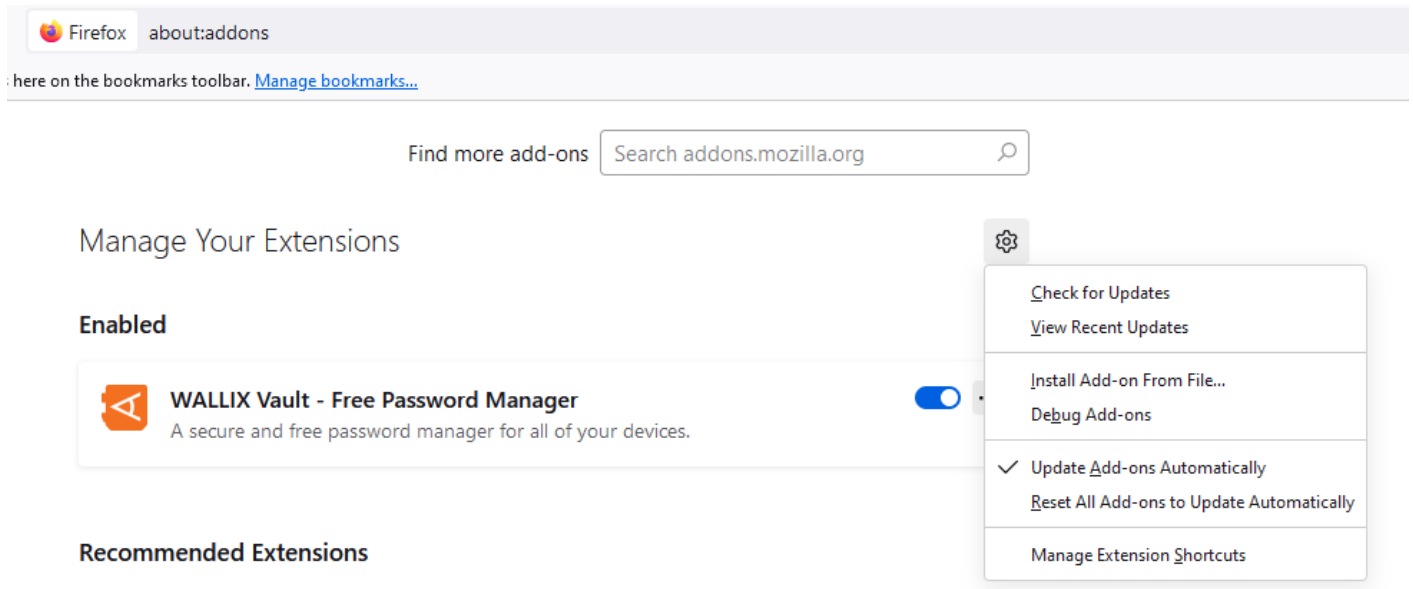 Firefox about:addons
here on the bookmarks toolbar. Manage bookmarks...
Find more add-ons Search addons.mozilla.org
Manage Your Extensions
Check for Updates
View Recent Updates
Enabled
Install Add-on From File...
Debug Add-ons
WALLIX Vault - Free Password Manager
A secure and free password manager for all of your devices.
Update Add-ons Automatically
Reset All Add-ons to Update Automatically
Recommended Extensions
Manage Extension Shortcuts